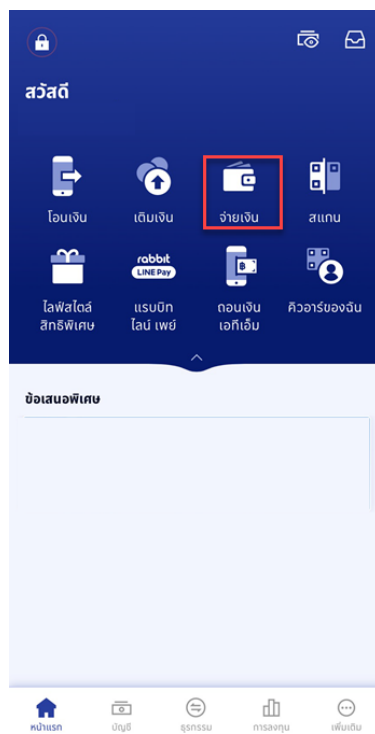 สวัสดี
โอนเงิน
เติมเงิน
จ่ายเงิน
สแกน
rabbit
LINE Pay
฿
ไลฟ์สไตล์
สิทธิพิเศษ
แรบบิท
ไลน์ เพย์
ถอนเงิน
เอทีเอ็ม
คิวอาร์ของฉัน
ข้อเสนอพิเศษ
หน้าแรก
บัญชี
ธุรกรรม
การลงทุน
เพิ่มเติม